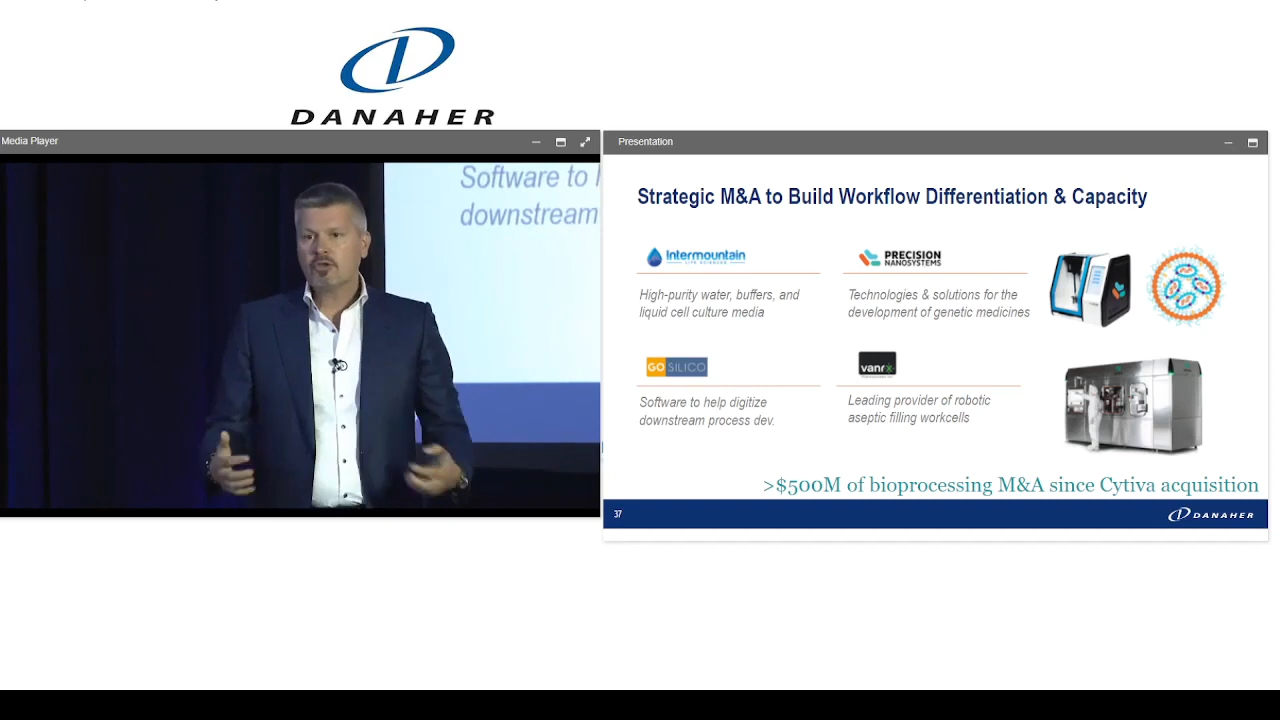 DANAHER
Media Player
Software to
downstream
Presentation
Strategic M&A to Build Workflow Differentiation & Capacity
Intermountain
LIFE SCIENCES
PRECISION
NANOSYSTEMS
High-purity water, buffers, and
liquid cell culture media
Technologies & solutions for the
development of genetic medicines
GO SILICO
vanrx
Software to help digitize
downstream process dev.
Leading provider of robotic
aseptic filling workcells
>$500M of bioprocessing M&A since Cytiva acquisition
37
DANAHER